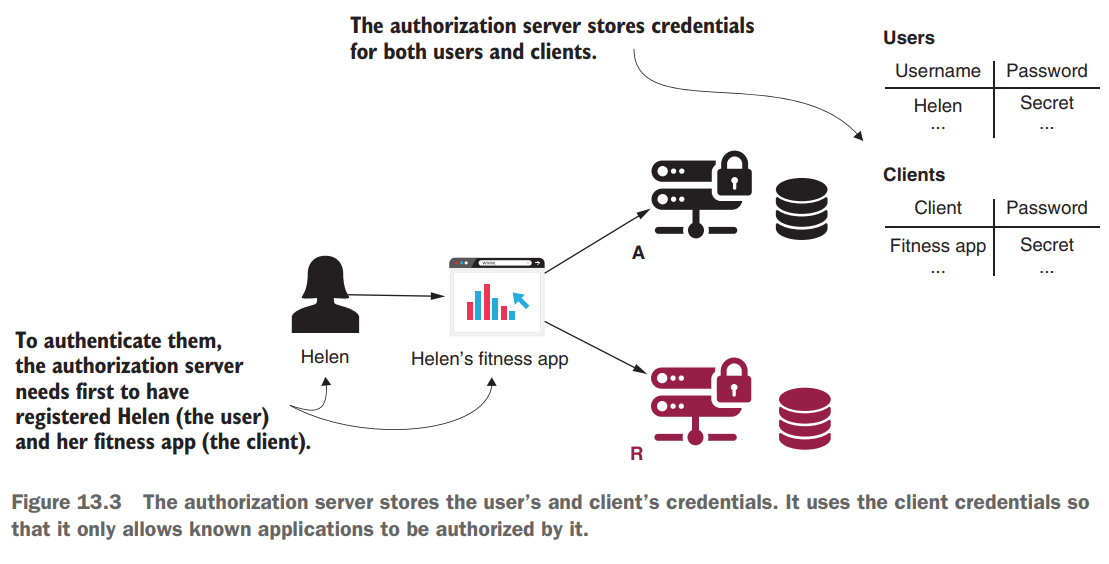 The authorization server stores credentials
for both users and clients.
Users
Username Password
Helen Secret
... ...
Clients
Client Password
Fitness app Secret
... ...
A
www.
Helen
Helen's fitness app
To authenticate them,
the authorization server
needs first to have
registered Helen (the user)
and her fitness app (the client).
R
Figure 13.3 The authorization server stores the user's and client's credentials. It uses the client credentials so
that it only allows known applications to be authorized by it.